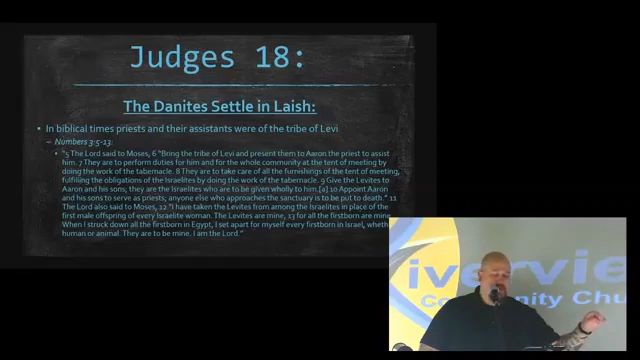 Judges 18:
The Danites Settle in Laish:
• In biblical times priests and their assistants were of the tribe of Levi
– Numbers 3:5-13
• "5 The Lord said to Moses, 6 "Bring the tribe of Levi and present them to Aaron the priest to assist
him. 7 They are to perform duties for him and for the whole community at the tent of meeting by
doing the work of the tabernacle. 8 They are to take care of all the furnishings of the tent of meeting,
fulfilling the obligations of the Israelites by doing the work of the tabernacle. 9 Give the Levites to
Aaron and his sons; they are the Israelites who are to be given wholly to him.[a] 10 Appoint Aaron
and his sons to serve as priests; anyone else who approaches the sanctuary is to be put to death." 11
The Lord also said to Moses, 12 "I have taken the Levites from among the Israelites in place of the
first male offspring of every Israelite woman. The Levites are mine, 13 for all the firstborn are mine.
When I struck down all the firstborn in Egypt, I set apart for myself every firstborn in Israel, wheth
human or animal. They are to be mine. I am the Lord."
ivervie
Community Chu